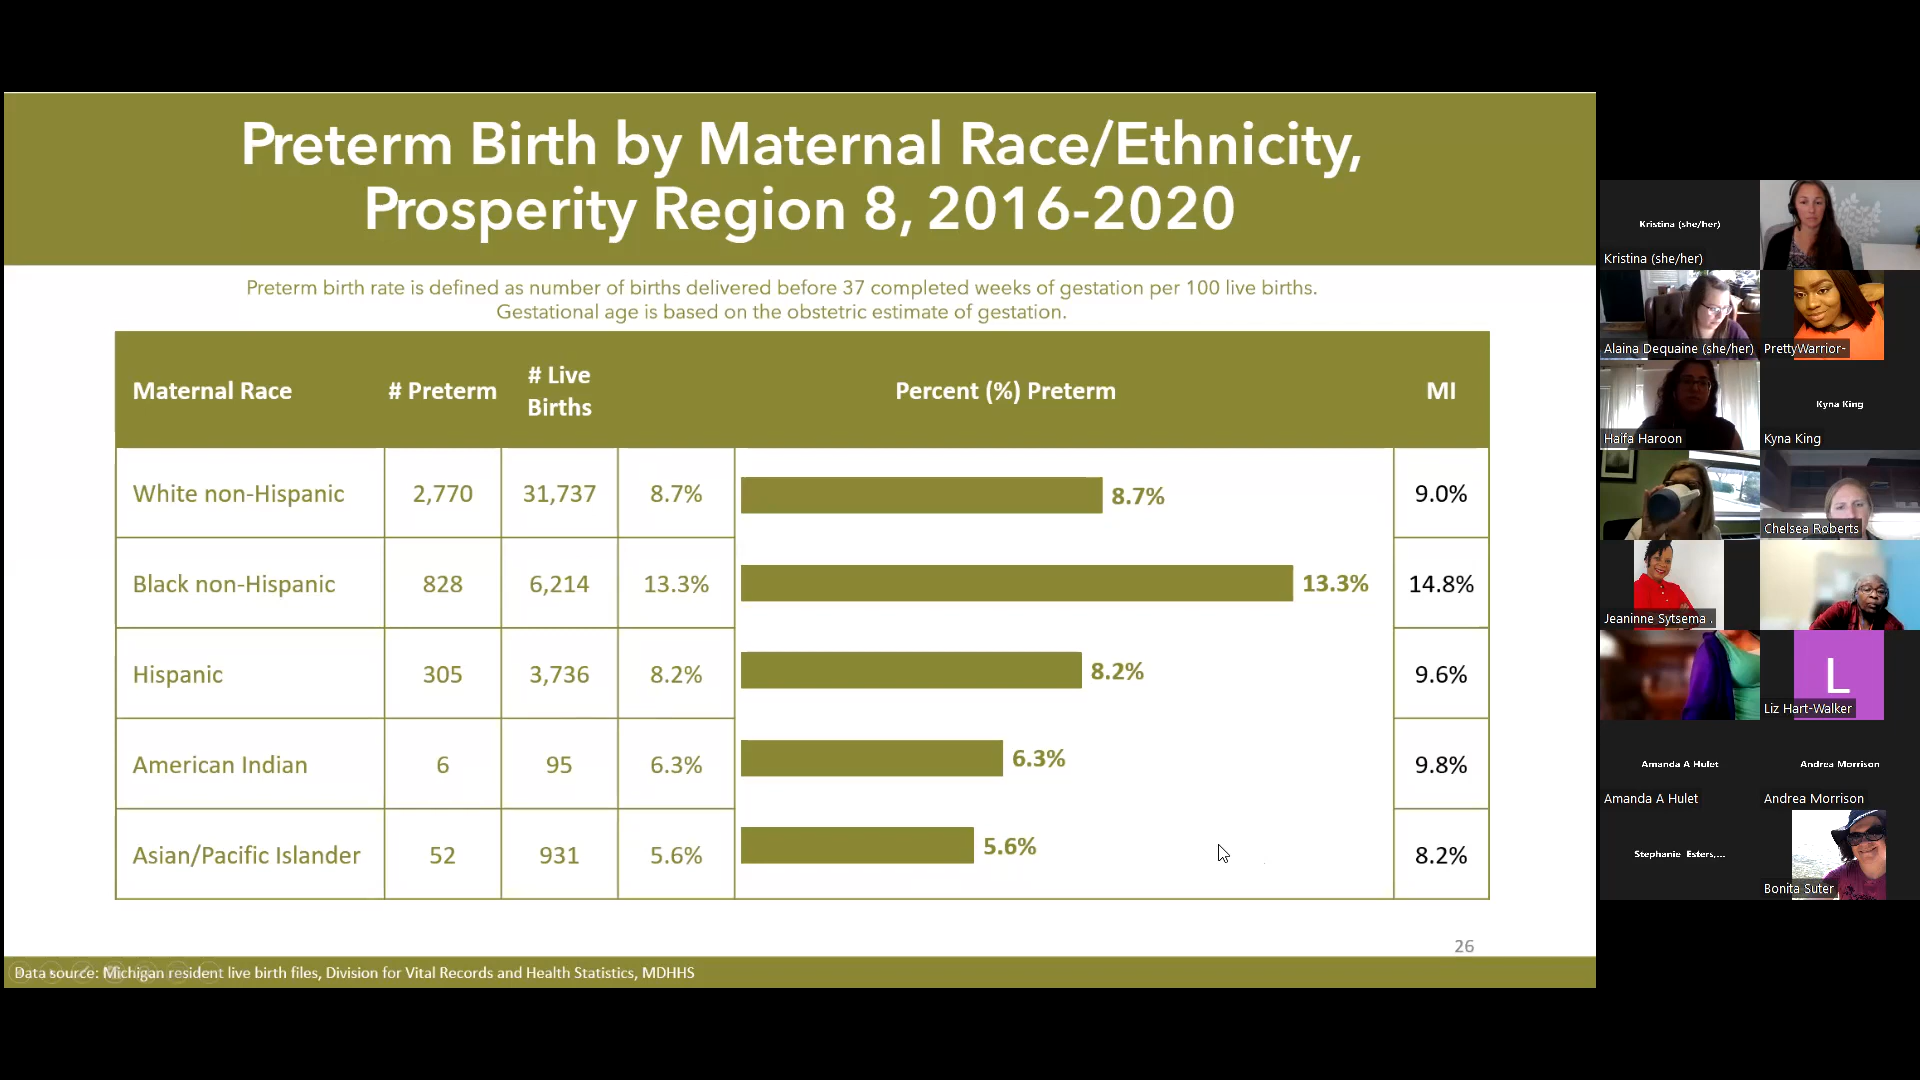 Preterm Birth by Maternal Race/Ethnicity,
Prosperity Region 8, 2016-2020
Preterm birth rate is defined as number of births delivered before 37 completed weeks of gestation per 100 live births.
Gestational age is based on the obstetric estimate of gestation.
Maternal Race # Preterm # Live Births Percent (%) Preterm MI
White non-Hispanic 2,770 31,737 8.7% 8.7% 9.0%
Black non-Hispanic 828 6,214 13.3% 13.3% 14.8%
Hispanic 305 3,736 8.2% 8.2% 9.6%
American Indian 6 95 6.3% 6.3% 9.8%
Asian/Pacific Islander 52 931 5.6% 5.6% 8.2%
26
Data source: Michigan resident live birth files, Division for Vital Records and Health Statistics, MDHHS
Kristina (she/her)
Kristina (she/her)
Alaina Dequaine (she/her)
PrettyWarrior-
Haifa Haroon
Kyna King
Kyna King
Chelsea Roberts
Jeaninne Sytsema .
L
Liz Hart-Walker
Amanda A Hulet
Amanda A Hulet
Andrea Morrison
Andrea Morrison
Stephanie Esters,...
Bonita Suter